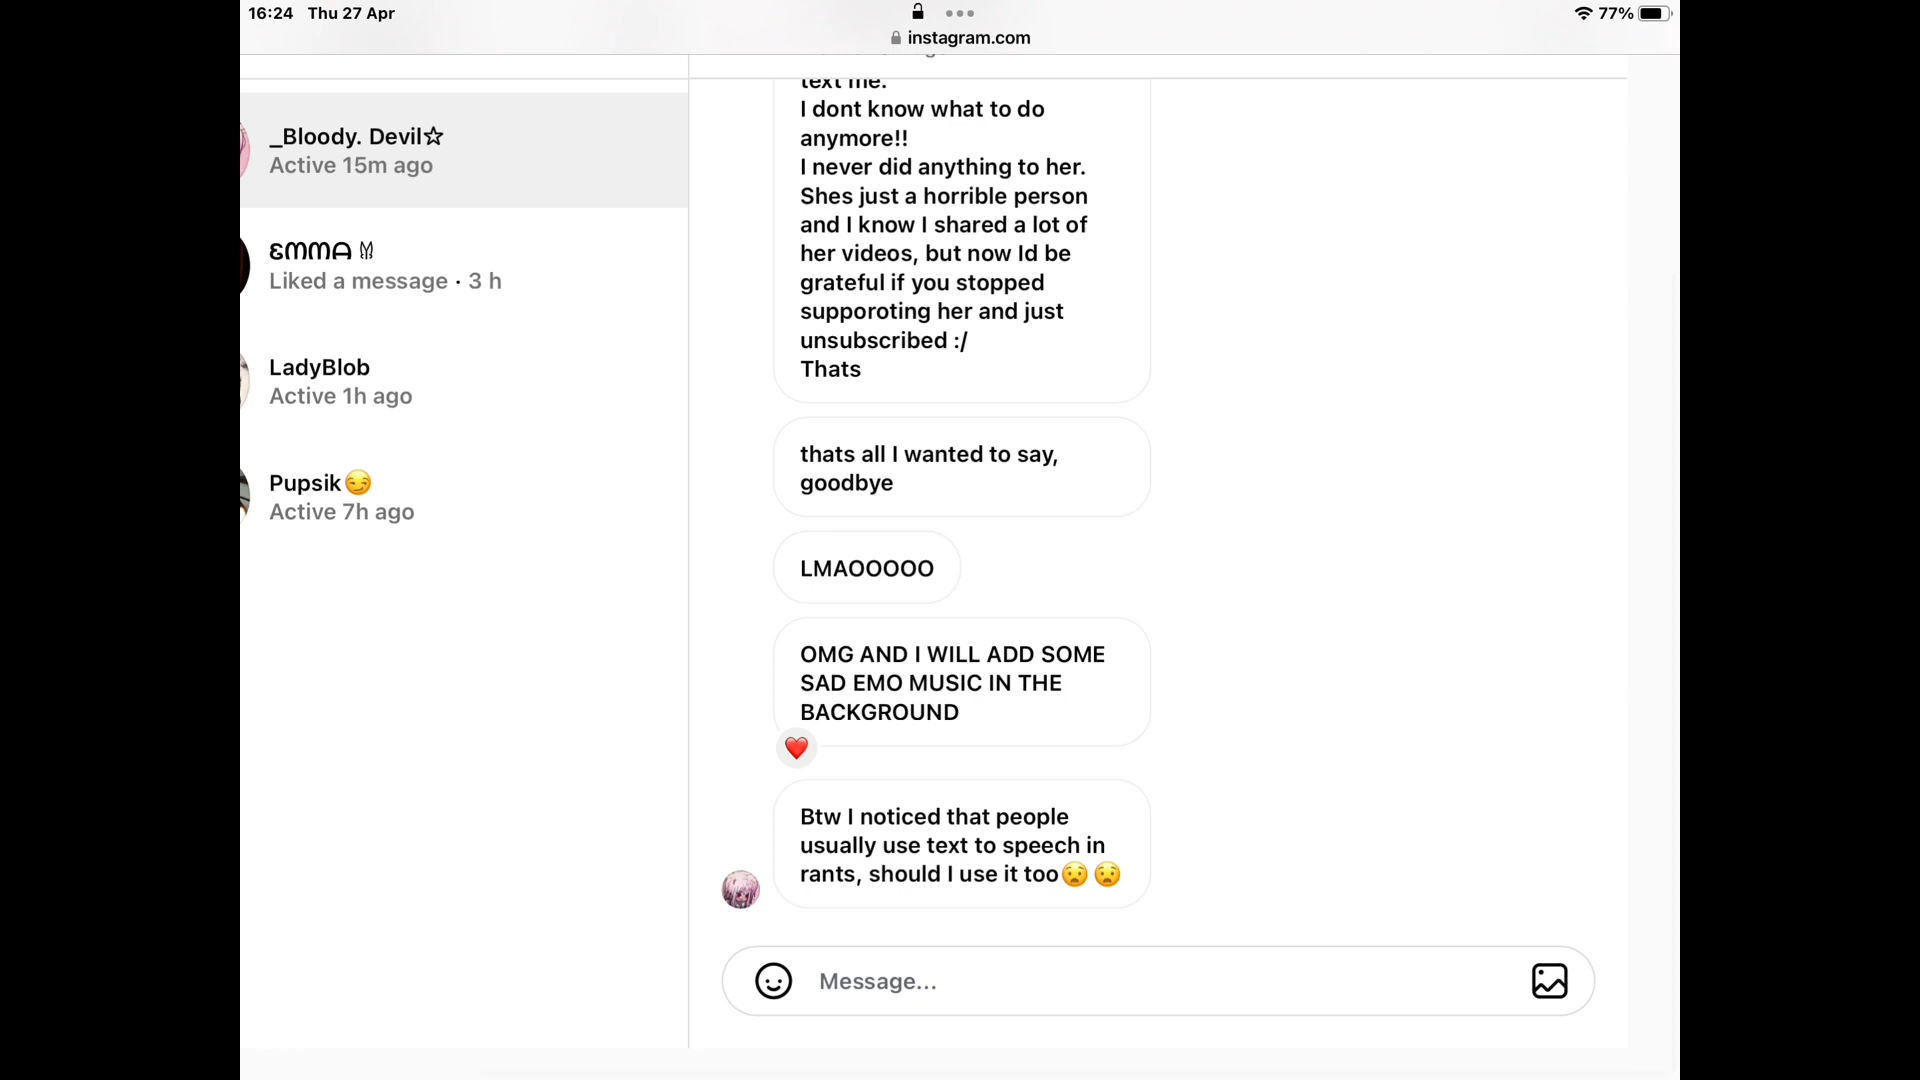 16:24 Thu 27 Apr
77%
instagram.com
_Bloody. Devil☆
Active 15m ago
Liked a message · 3 h
LadyBlob
Active 1h ago
Pupsik😏
Active 7h ago
text me.
I dont know what to do
anymore!!
I never did anything to her.
Shes just a horrible person
and I know I shared a lot of
her videos, but now Id be
grateful if you stopped
supporoting her and just
unsubscribed :/
Thats
thats all I wanted to say,
goodbye
LMAOOOOO
OMG AND I WILL ADD SOME
SAD EMO MUSIC IN THE
BACKGROUND
Btw I noticed that people
usually use text to speech in
rants, should I use it too😧😧
Message...